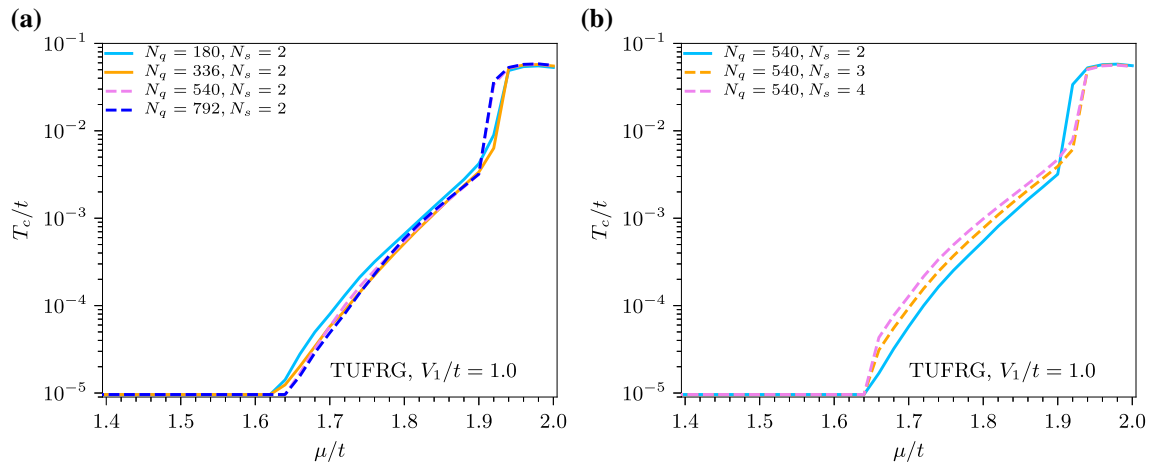 (a)
N_q = 180, N_s = 2
N_q = 336, N_s = 2
N_q = 540, N_s = 2
N_q = 792, N_s = 2
10^{-1}
10^{-2}
10^{-3}
10^{-4}
10^{-5}
T_c/t
TUFRG, V_1/t = 1.0
1.4 1.5 1.6 1.7 1.8 1.9 2.0
μ/t
(b)
N_q = 540, N_s = 2
N_q = 540, N_s = 3
N_q = 540, N_s = 4
10^{-1}
10^{-2}
10^{-3}
10^{-4}
10^{-5}
T_c/t
TUFRG, V_1/t = 1.0
1.4 1.5 1.6 1.7 1.8 1.9 2.0
μ/t